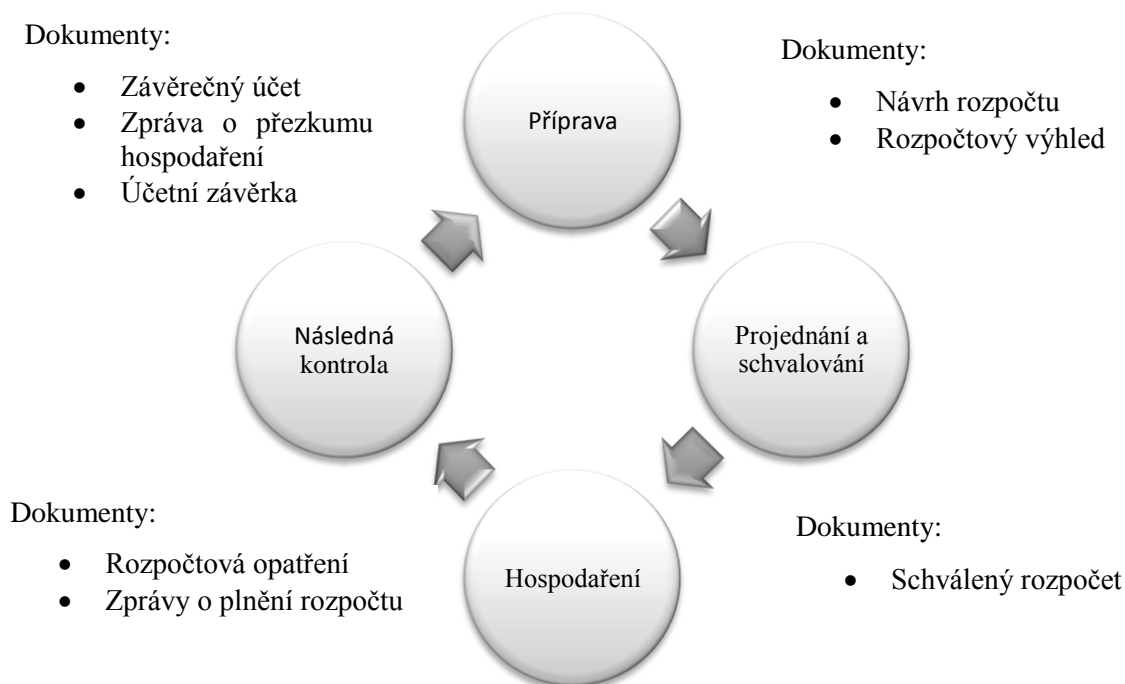 Dokumenty:
• Závěrečný účet
• Zpráva o přezkumu
hospodaření
• Účetní závěrka
Příprava
Dokumenty:
• Návrh rozpočtu
• Rozpočtový výhled
Následná
kontrola
Projednání a
schvalování
Dokumenty:
• Rozpočtová opatření
• Zprávy o plnění rozpočtu
Hospodaření
Dokumenty:
• Schválený rozpočet